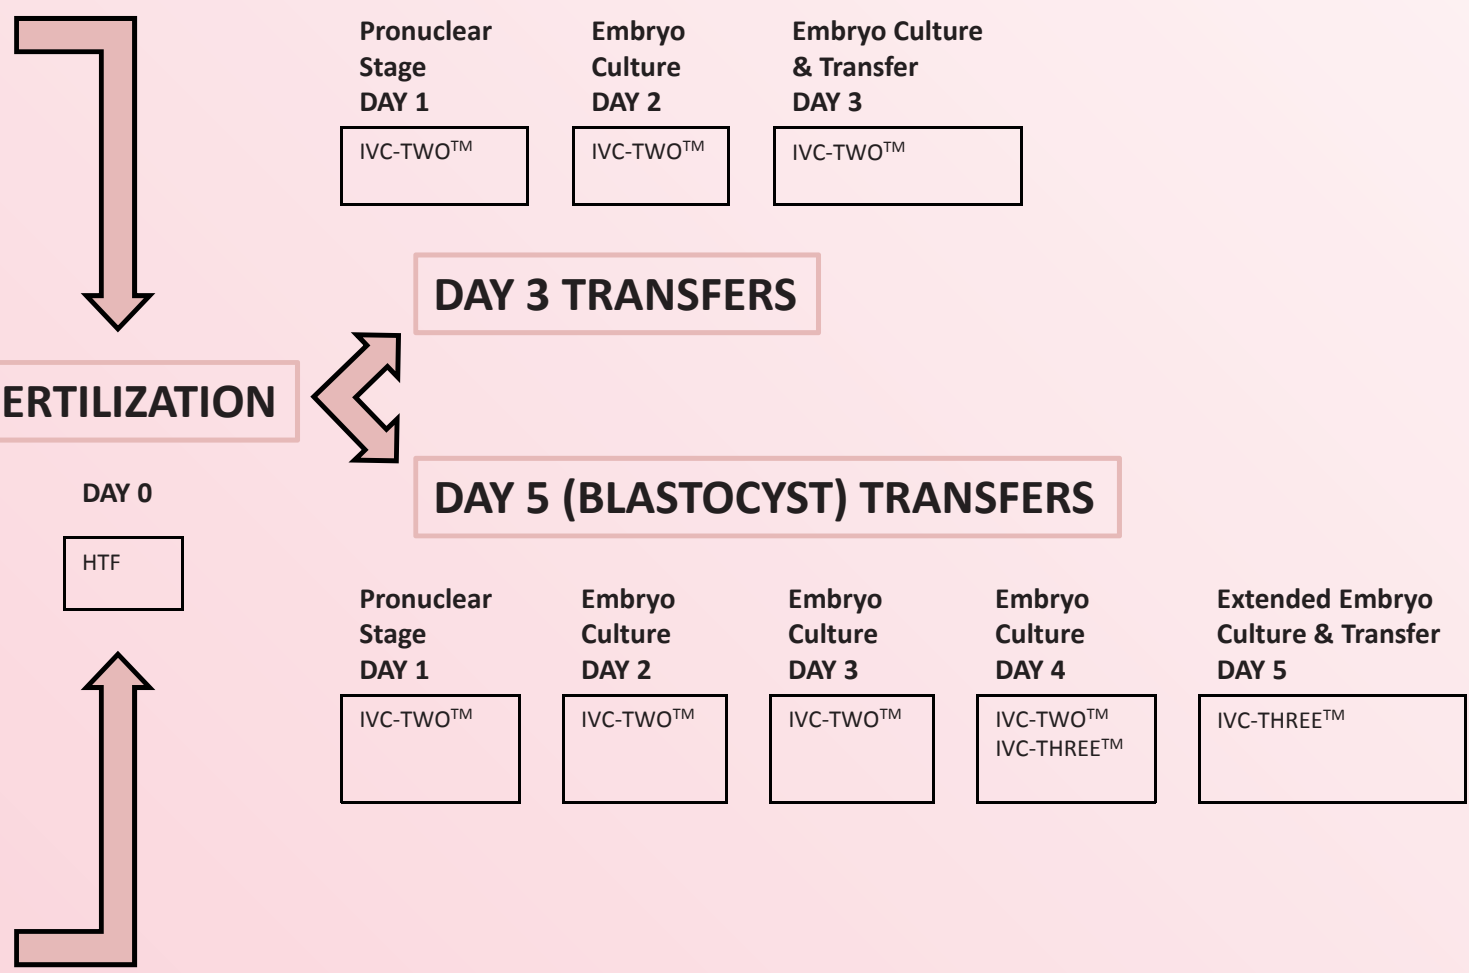 Pronuclear
Stage
DAY 1
IVC-TWO™
Embryo
Culture
DAY 2
IVC-TWO™
Embryo Culture
& Transfer
DAY 3
IVC-TWO™
DAY 3 TRANSFERS
ERTILIZATION
DAY 0
HTF
DAY 5 (BLASTOCYST) TRANSFERS
Pronuclear
Stage
DAY 1
IVC-TWO™
Embryo
Culture
DAY 2
IVC-TWO™
Embryo
Culture
DAY 3
IVC-TWO™
Embryo
Culture
DAY 4
IVC-TWO™
IVC-THREE™
Extended Embryo
Culture & Transfer
DAY 5
IVC-THREE™